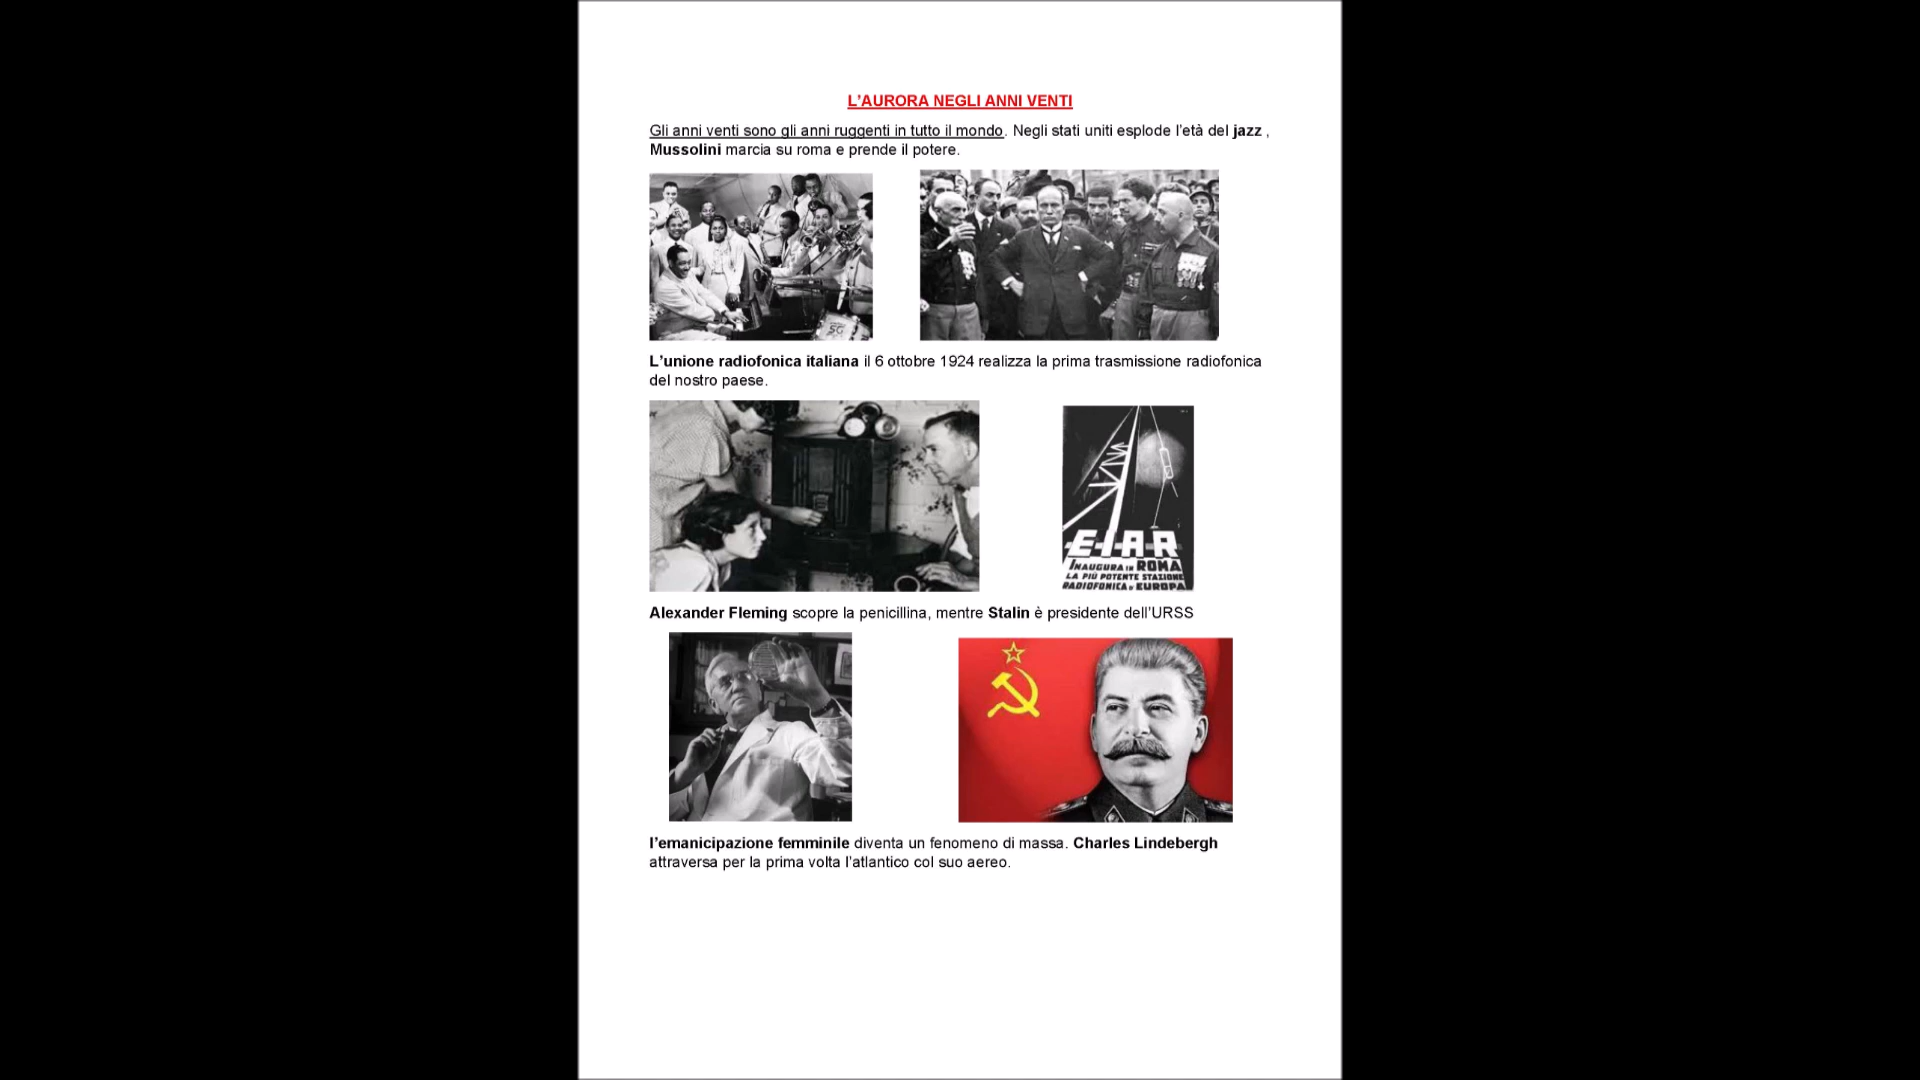 L'AURORA NEGLI ANNI VENTI
Gli anni venti sono gli anni ruggenti in tutto il mondo. Negli stati uniti esplode l'età del jazz ,
Mussolini marcia su roma e prende il potere.
L'unione radiofonica italiana il 6 ottobre 1924 realizza la prima trasmissione radiofonica
del nostro paese.
E·I·A·R
INAUGURA IN ROMA
LA PIÙ POTENTE STAZIONE
RADIOFONICA D'EUROPA
Alexander Fleming scopre la penicillina, mentre Stalin è presidente dell'URSS
l'emanicipazione femminile diventa un fenomeno di massa. Charles Lindebergh
attraversa per la prima volta l'atlantico col suo aereo.